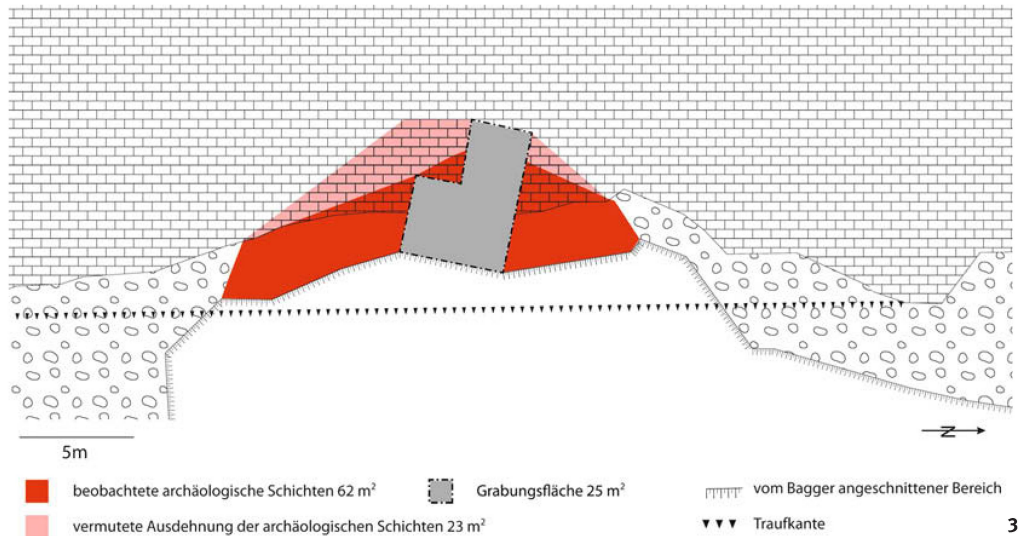 5m
N
beobachtete archäologische Schichten 62 m²
Grabungsfläche 25 m²
vom Bagger angeschnittener Bereich
vermutete Ausdehnung der archäologischen Schichten 23 m²
Traufkante
3